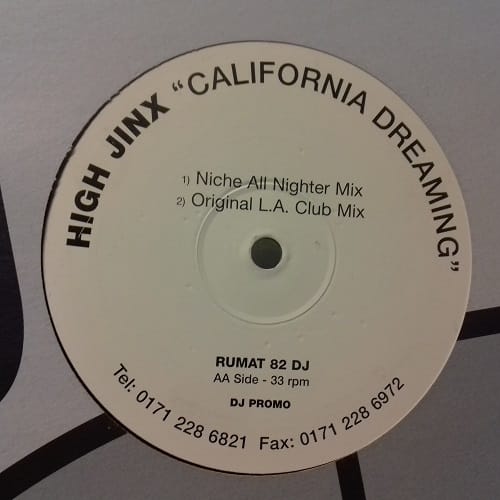 HIGH JINX "CALIFORNIA DREAMING"
1) Niche All Nighter Mix
2) Original L.A. Club Mix
RUMAT 82 DJ
AA Side - 33 rpm
DJ PROMO
Tel: 0171 228 6821 Fax: 0171 228 6972